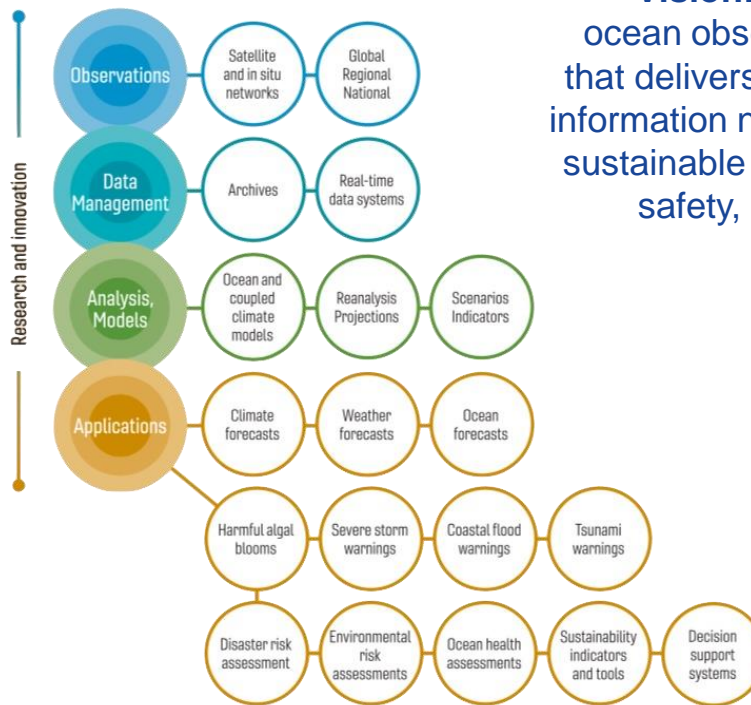 Research and innovation
Observations
Satellite
and in situ
networks
Global
Regional
National
Data
Management
Archives
Real-time
data systems
Analysis,
Models
Ocean and
coupled
climate
models
Reanalysis
Projections
Scenarios
Indicators
Applications
Climate
forecasts
Weather
forecasts
Ocean
forecasts
Harmful algal
blooms
Severe storm
warnings
Coastal flood
warnings
Tsunami
warnings
Disaster risk
assessment
Environmental
risk
assessments
Ocean health
assessments
Sustainability
indicators
and tools
Decision
support
systems
ocean obs
that delivers
information
sustainable
safety,